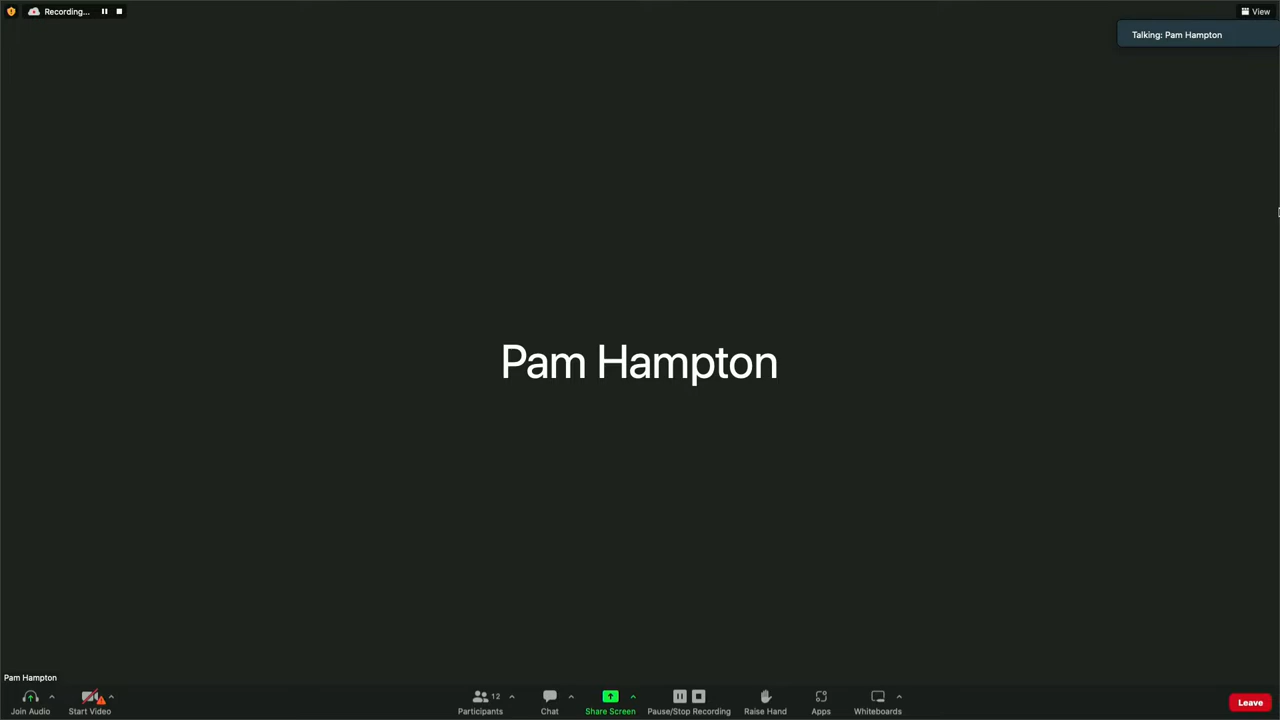 Recording...
View
Talking: Pam Hampton
Pam Hampton
Pam Hampton
12
Join Audio
Start Video
Participants
Chat
Share Screen
Pause/Stop Recording
Raise Hand
Apps
Whiteboards
Leave